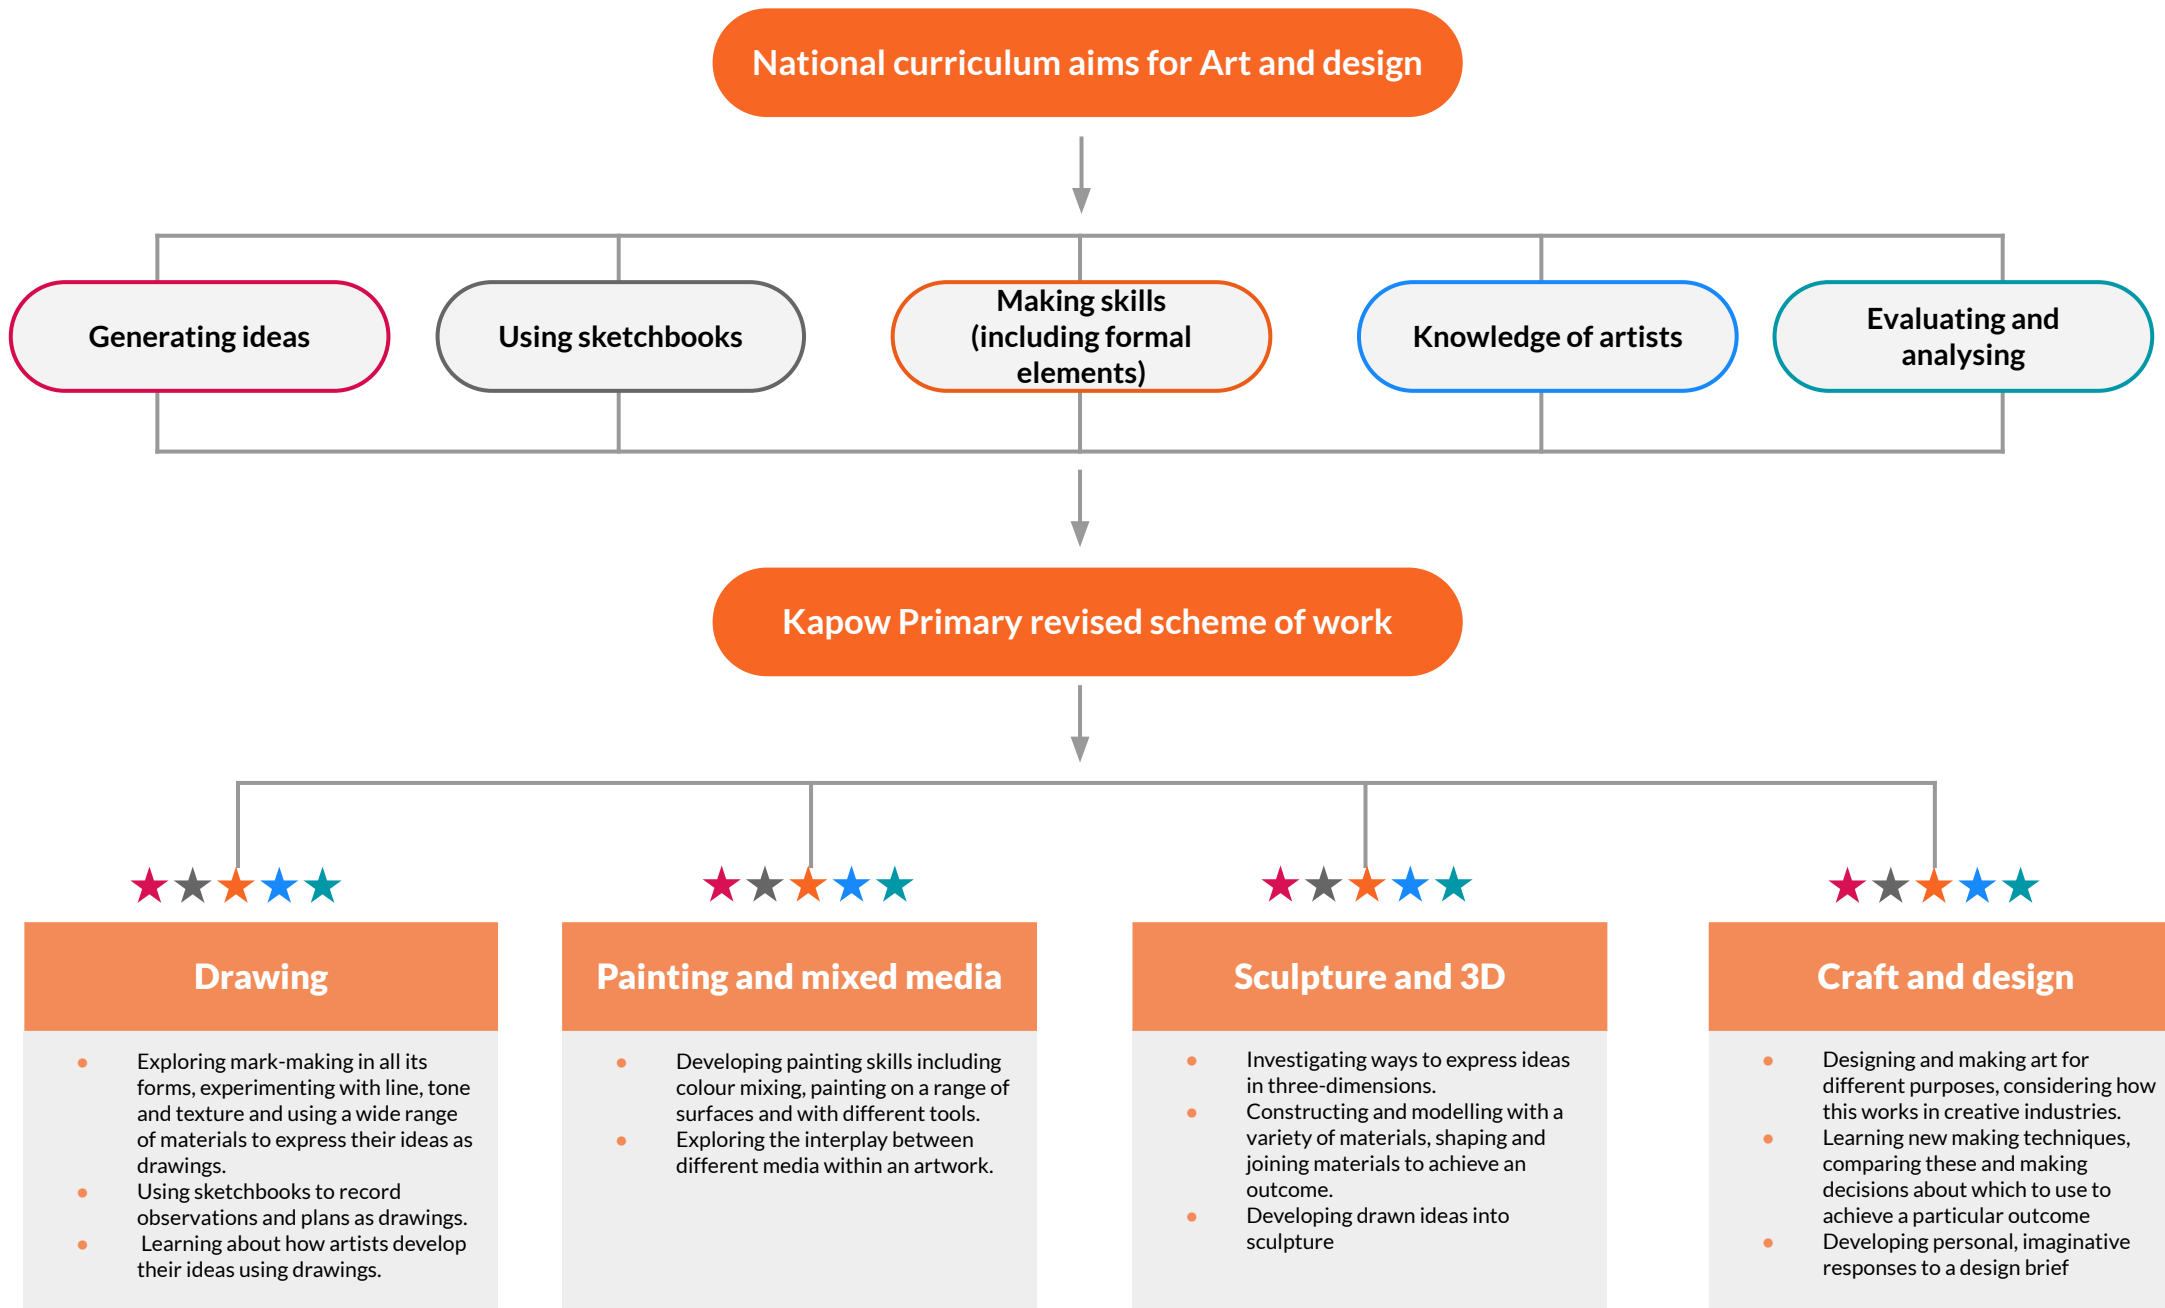 National curriculum aims for Art and design
Generating ideas
Using sketchbooks
Making skills
(including formal
elements)
Knowledge of artists
Evaluating and
analysing
Kapow Primary revised scheme of work
Drawing
Exploring mark-making in all its
forms, experimenting with line, tone
and texture and using a wide range
of materials to express their ideas as
drawings.
Using sketchbooks to record
observations and plans as drawings.
Learning about how artists develop
their ideas using drawings.
Painting and mixed media
Developing painting skills including
colour mixing, painting on a range of
surfaces and with different tools.
Exploring the interplay between
different media within an artwork.
Sculpture and 3D
Investigating ways to express ideas
in three-dimensions.
Constructing and modelling with a
variety of materials, shaping and
joining materials to achieve an
outcome.
Developing drawn ideas into
sculpture
Craft and design
Designing and making art for
different purposes, considering how
this works in creative industries.
Learning new making techniques,
comparing these and making
decisions about which to use to
achieve a particular outcome
Developing personal, imaginative
responses to a design brief